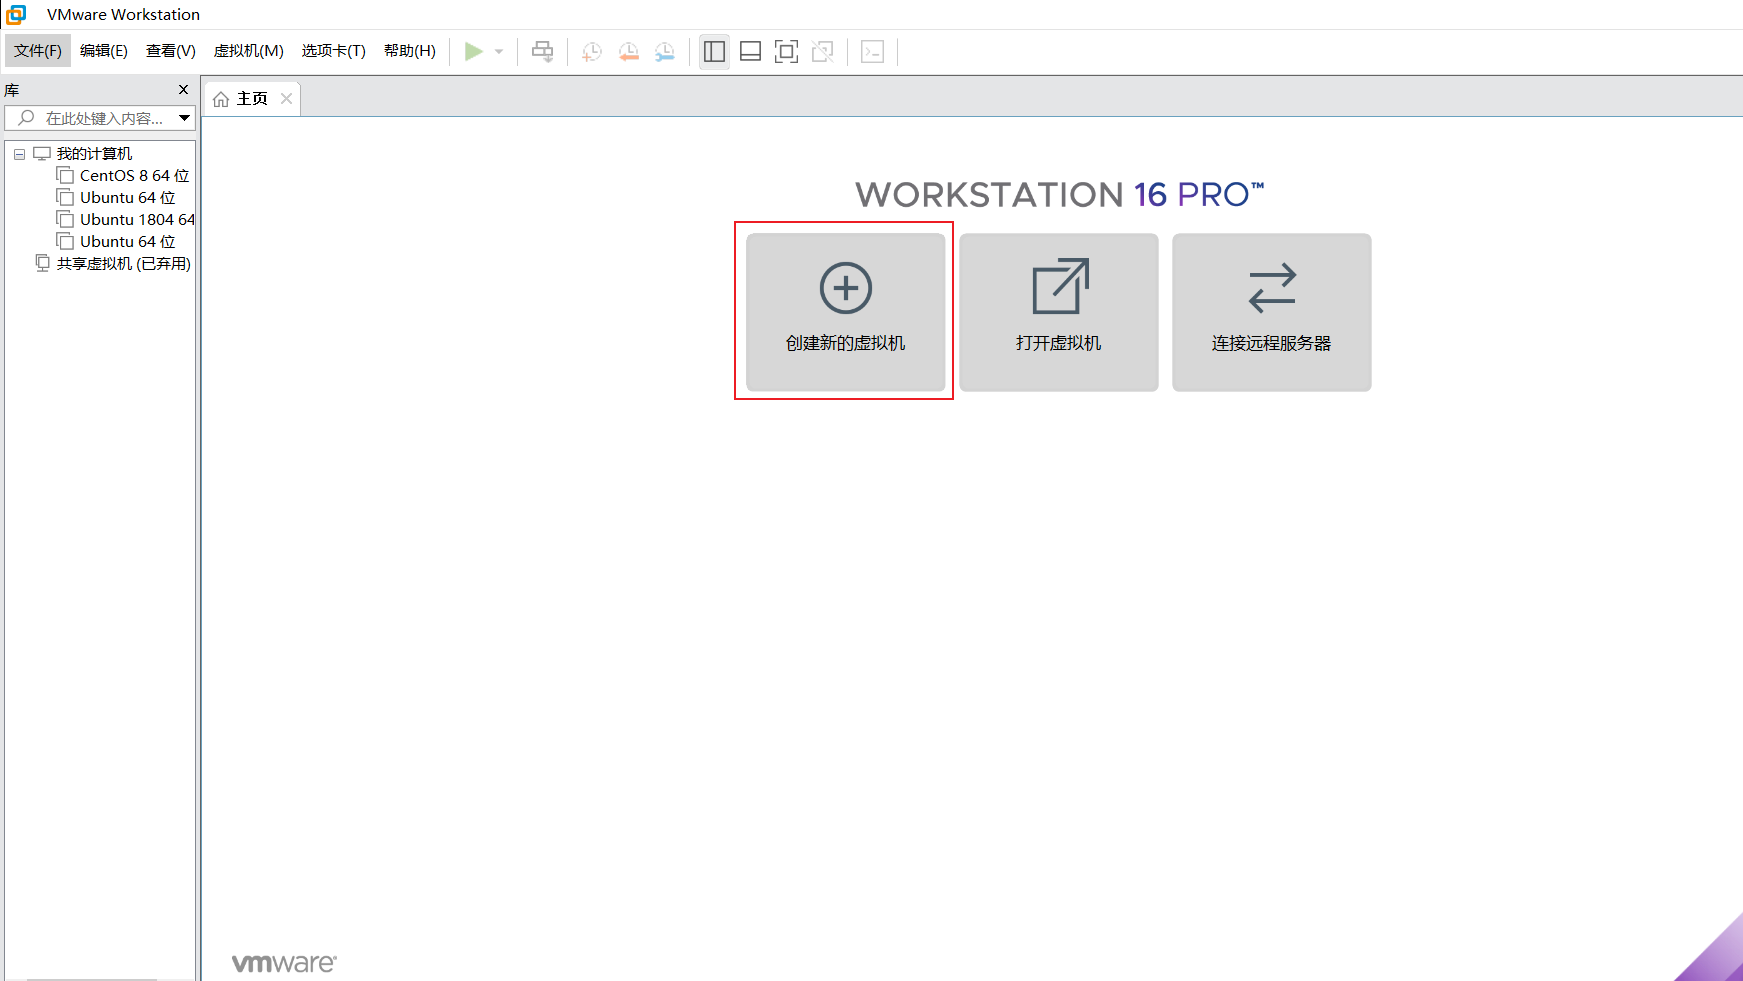 VMware Workstation
文件(F) 编辑(E) 查看(V) 虚拟机(M) 选项卡(T) 帮助(H)
库
在此处键入内容...
主页
我的计算机
CentOS 8 64 位
Ubuntu 64 位
Ubuntu 1804 64
Ubuntu 64 位
共享虚拟机 (已弃用)
WORKSTATION 16 PRO™
创建新的虚拟机
打开虚拟机
连接远程服务器
vmware